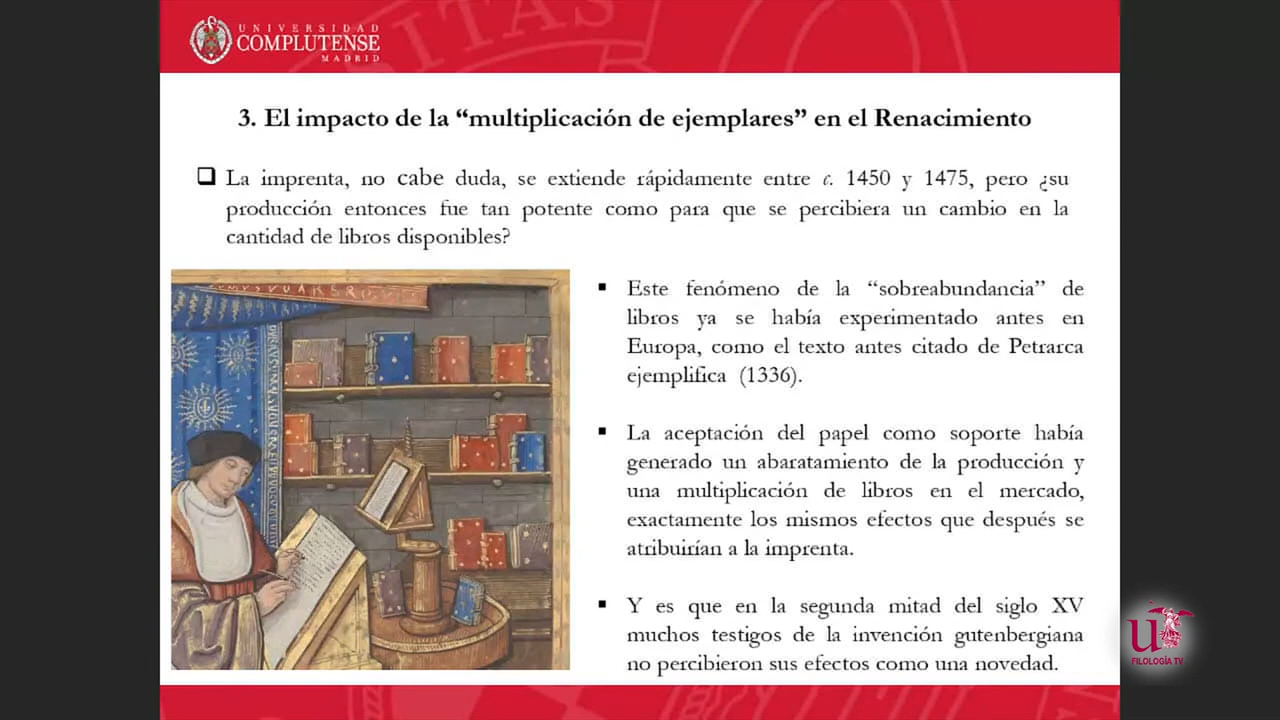 UNIVERSIDAD
COMPLUTENSE
MADRID
3. El impacto de la “multiplicación de ejemplares” en el Renacimiento
La imprenta, no cabe duda, se extiende rápidamente entre c. 1450 y 1475, pero ¿su
producción entonces fue tan potente como para que se percibiera un cambio en la
cantidad de libros disponibles?
Este fenómeno de la “sobreabundancia” de
libros ya se había experimentado antes en
Europa, como el texto antes citado de Petrarca
ejemplifica (1336).
La aceptación del papel como soporte había
generado un abaratamiento de la producción y
una multiplicación de libros en el mercado,
exactamente los mismos efectos que después se
atribuirían a la imprenta.
Y es que en la segunda mitad del siglo XV
muchos testigos de la invención gutenbergiana
no percibieron sus efectos como una novedad.
FILOLOGÍA TV